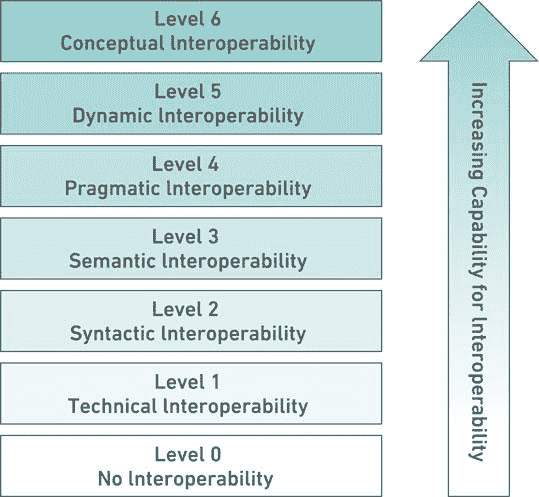 Level 6
Conceptual Interoperability
Level 5
Dynamic Interoperability
Level 4
Pragmatic Interoperability
Level 3
Semantic Interoperability
Level 2
Syntactic Interoperability
Level 1
Technical Interoperability
Level 0
No Interoperability
Increasing Capability for Interoperability